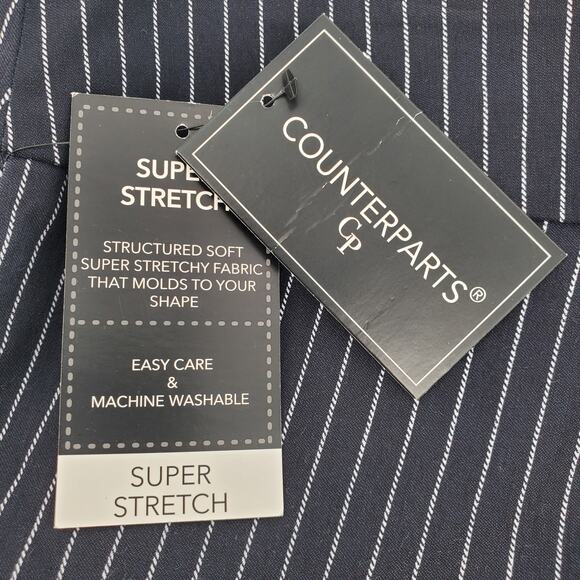 SUPE
STRETCH
STRUCTURED SOFT
SUPER STRETCHY FABRIC
THAT MOLDS TO YOUR
SHAPE
EASY CARE
&
MACHINE WASHABLE
SUPER
STRETCH
COUNTERPARTS®
CP